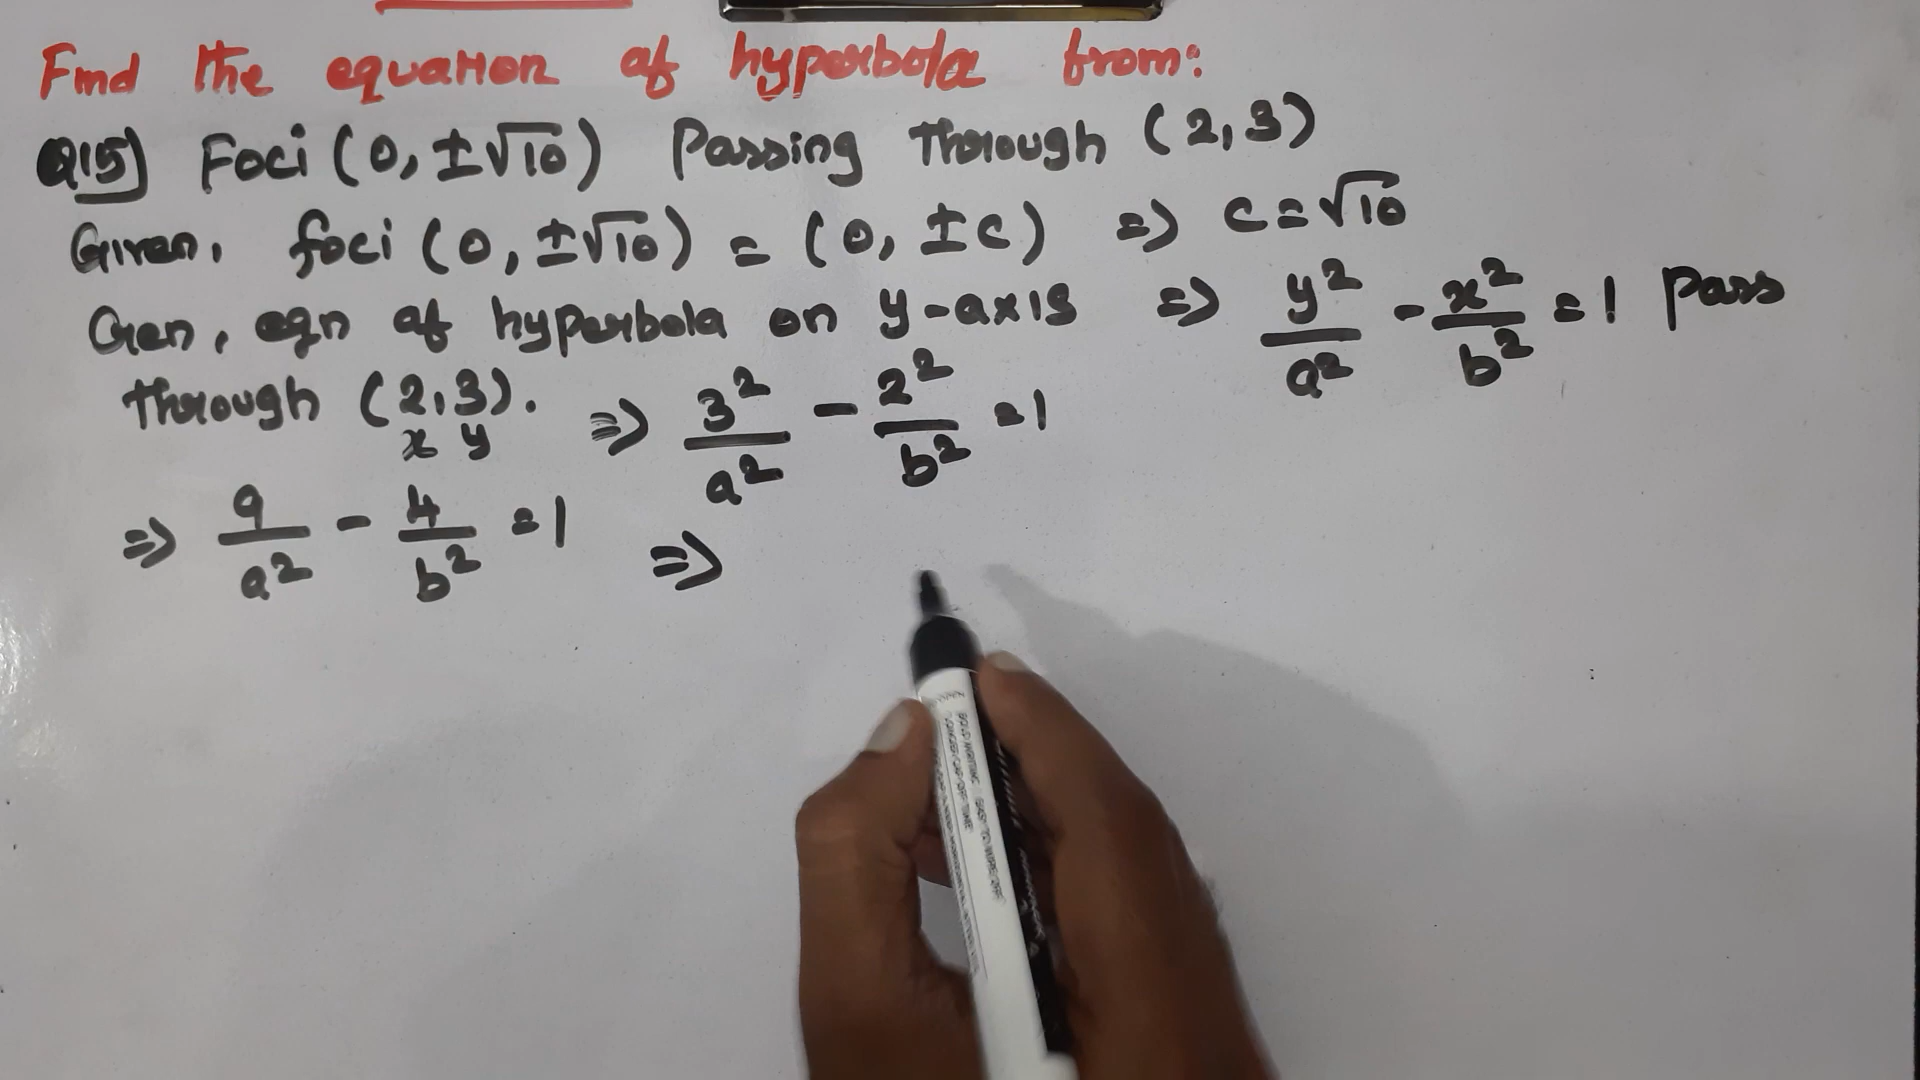 Find the equation of hyperbola from:
Q15) Foci (0, ±√10) Passing Through (2,3)
Given, foci (0, ±√10) = (0, ±c) => c = √10
Gen, eqn of hyperbola on y-axis => y²/a² - x²/b² = 1 Pass
through (2,3). => 3²/a² - 2²/b² = 1
x y
=> 9/a² - 4/b² = 1 =>